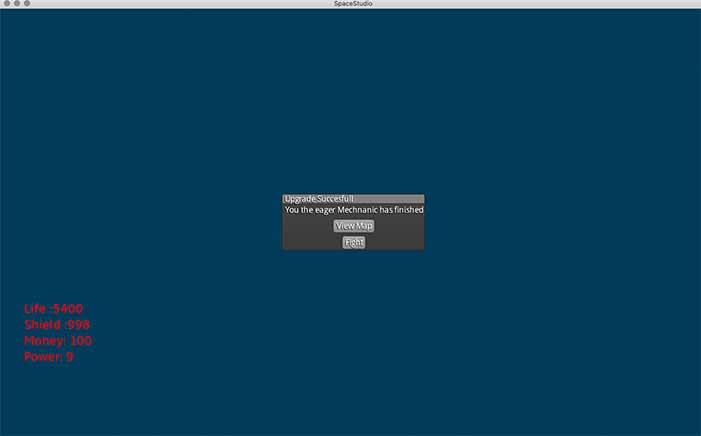 SpaceStudio
Upgrade Succesfull
You the eager Mechnanic has finished
View Map
Fight
Life :5400
Shield :998
Money: 100
Power: 9